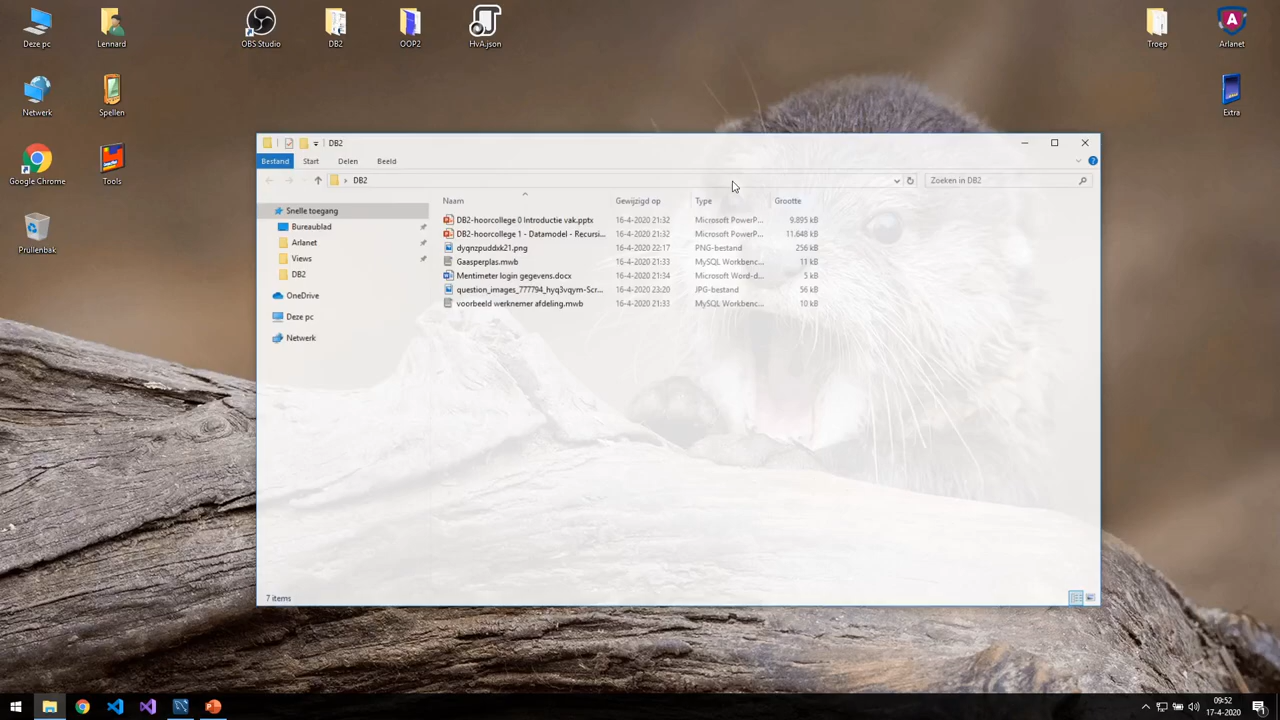 Deze pc
Lennard
OBS Studio
DB2
OOP2
HvA.json
Troep
Arlanet
Netwerk
Spellen
Extra
Google Chrome
Tools
Prullenbak
DB2
Bestand
Start
Delen
Beeld
DB2
Zoeken in DB2
Naam
Gewijzigd op
Type
Grootte
Snelle toegang
Bureaublad
Arlanet
Views
DB2
OneDrive
Deze pc
Netwerk
DB2-hoorcollege 0 Introductie vak.pptx 16-4-2020 21:32 Microsoft PowerP... 9.895 kB
DB2-hoorcollege 1 - Datamodel - Recursi... 16-4-2020 21:32 Microsoft PowerP... 11.648 kB
dyqnzpuddxk21.png 16-4-2020 22:17 PNG-bestand 256 kB
Gaasperplas.mwb 16-4-2020 21:33 MySQL Workbenc... 11 kB
Mentimeter login gegevens.docx 16-4-2020 21:34 Microsoft Word-d... 5 kB
question_images_777794_hyq3vqym-Scr... 16-4-2020 23:20 JPG-bestand 56 kB
voorbeeld werknemer afdeling.mwb 16-4-2020 21:33 MySQL Workbenc... 10 kB
7 items
09:52
17-4-2020